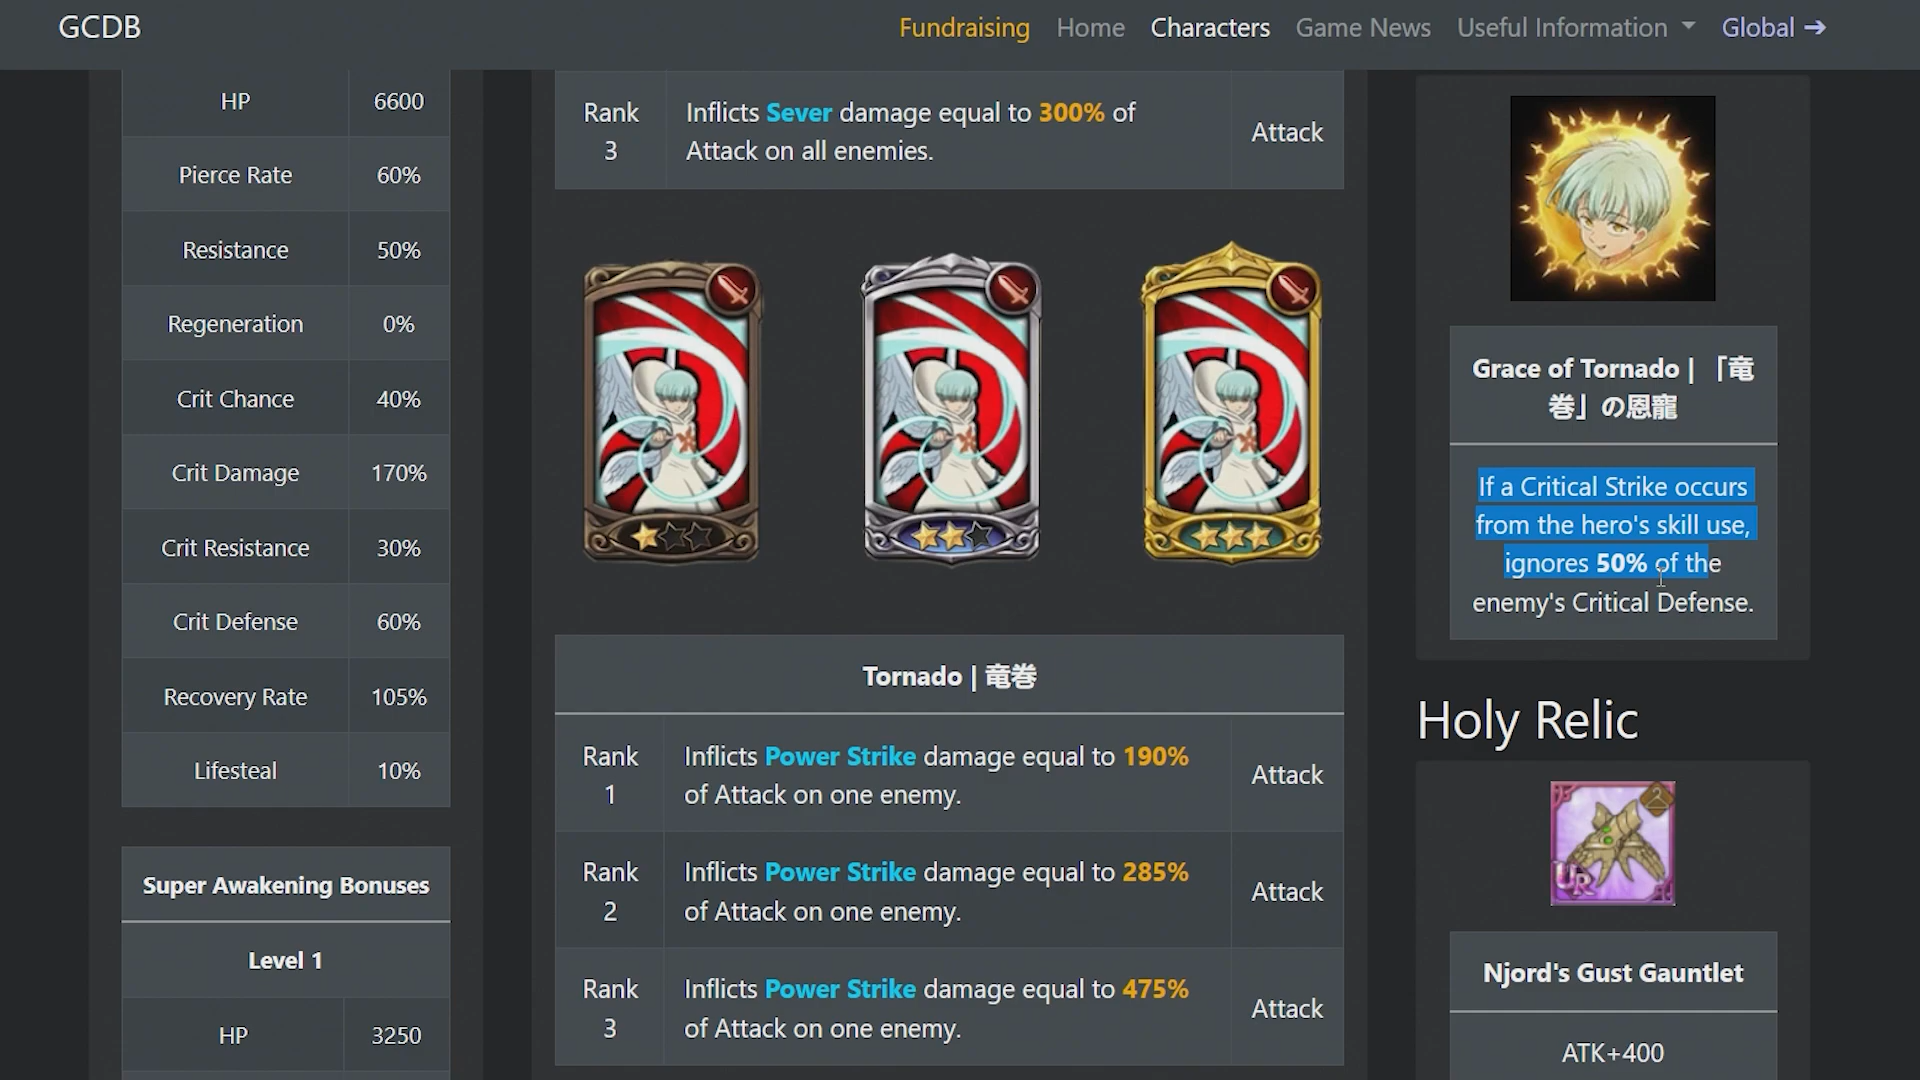 GCDB
Fundraising
Home
Characters
Game News
Useful Information
Global →
HP 6600
Pierce Rate 60%
Resistance 50%
Regeneration 0%
Crit Chance 40%
Crit Damage 170%
Crit Resistance 30%
Crit Defense 60%
Recovery Rate 105%
Lifesteal 10%
Super Awakening Bonuses
Level 1
HP 3250
Rank
3
Inflicts Sever damage equal to 300% of
Attack on all enemies.
Attack
Tornado | 竜巻
Rank
1
Inflicts Power Strike damage equal to 190%
of Attack on one enemy.
Attack
Rank
2
Inflicts Power Strike damage equal to 285%
of Attack on one enemy.
Attack
Rank
3
Inflicts Power Strike damage equal to 475%
of Attack on one enemy.
Attack
Grace of Tornado | 「竜
巻」の恩寵
If a Critical Strike occurs
from the hero's skill use,
ignores 50% of the
enemy's Critical Defense.
Holy Relic
UR
Njord's Gust Gauntlet
ATK+400